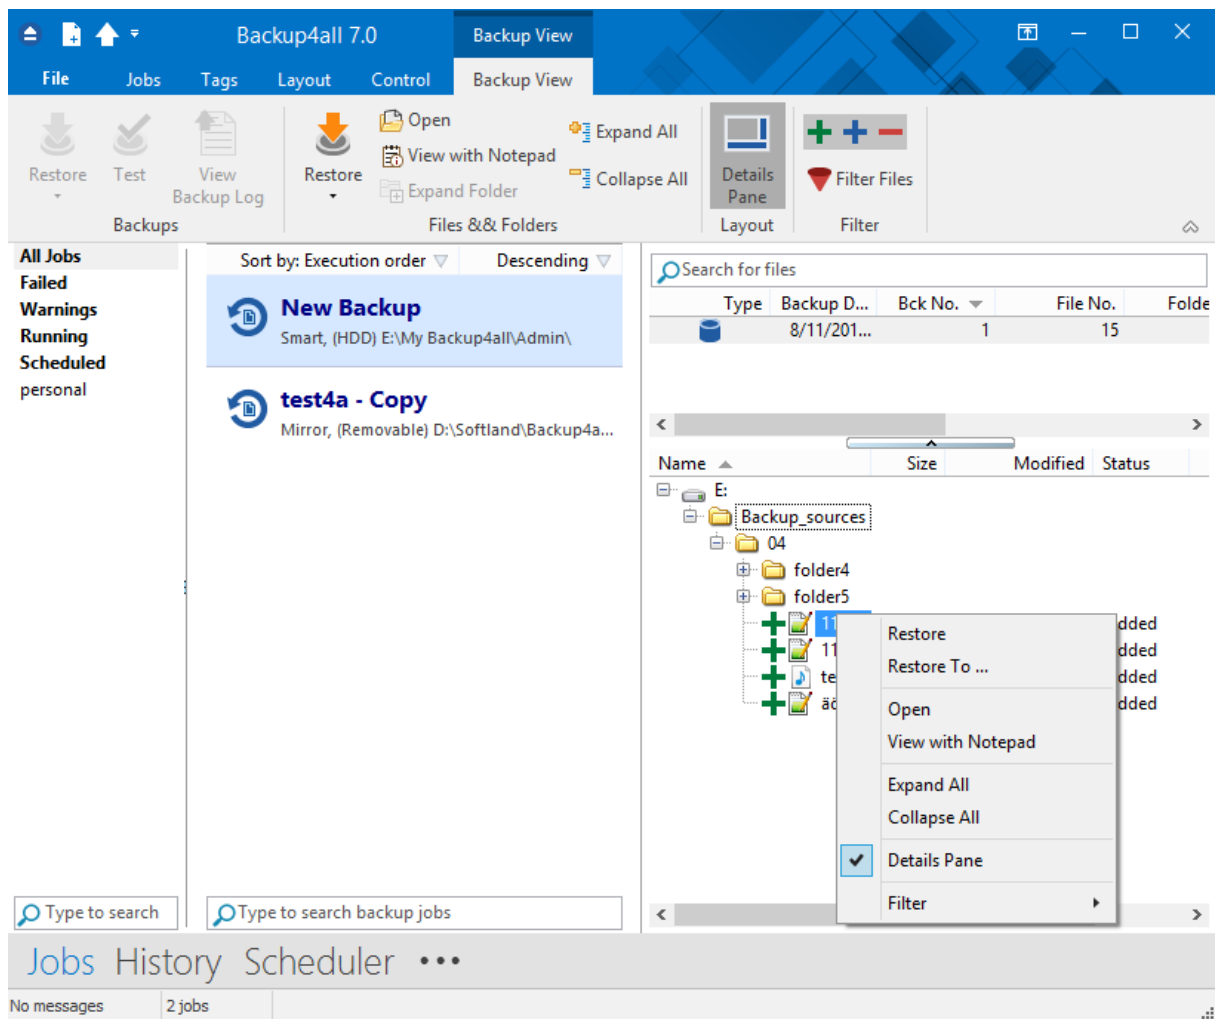 Backup4all 7.0
Backup View
File
Jobs
Tags
Layout
Control
Backup View
Restore
Test
View
Backup Log
Backups
Restore
Open
View with Notepad
Expand Folder
Expand All
Collapse All
Files && Folders
Details
Pane
Layout
Filter Files
Filter
All Jobs
Failed
Warnings
Running
Scheduled
personal
Type to search
Sort by: Execution order
Descending
New Backup
Smart, (HDD) E:\My Backup4all\Admin\
test4a - Copy
Mirror, (Removable) D:\Softland\Backup4a...
Type to search backup jobs
Search for files
Type Backup D... Bck No. File No. Folde
8/11/201... 1 15
Name Size Modified Status
E:
Backup_sources
04
folder4
folder5
11 dded
11 dded
te dded
äö dded
Restore
Restore To ...
Open
View with Notepad
Expand All
Collapse All
Details Pane
Filter
Jobs History Scheduler •••
No messages
2 jobs